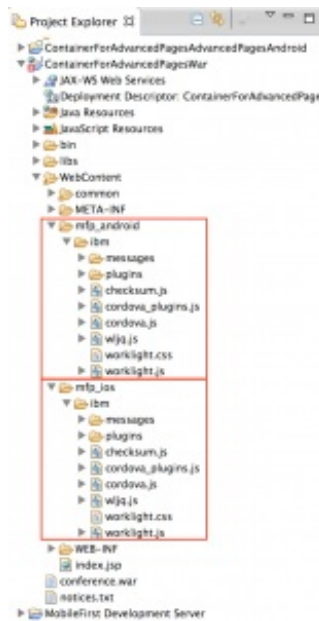 Project Explorer
ContainerForAdvancedPagesAdvancedPagesAndroid
ContainerForAdvancedPagesWar
JAX-WS Web Services
Deployment Descriptor: ContainerForAdvancedPage
Java Resources
JavaScript Resources
bin
libs
WebContent
common
META-INF
mfp_android
ibm
messages
plugins
checksum.js
cordova_plugins.js
cordova.js
wljq.js
worklight.css
worklight.js
mfp_ios
ibm
messages
plugins
checksum.js
cordova_plugins.js
cordova.js
wljq.js
worklight.css
worklight.js
WEB-INF
index.jsp
conference.war
notices.txt
MobileFirst Development Server